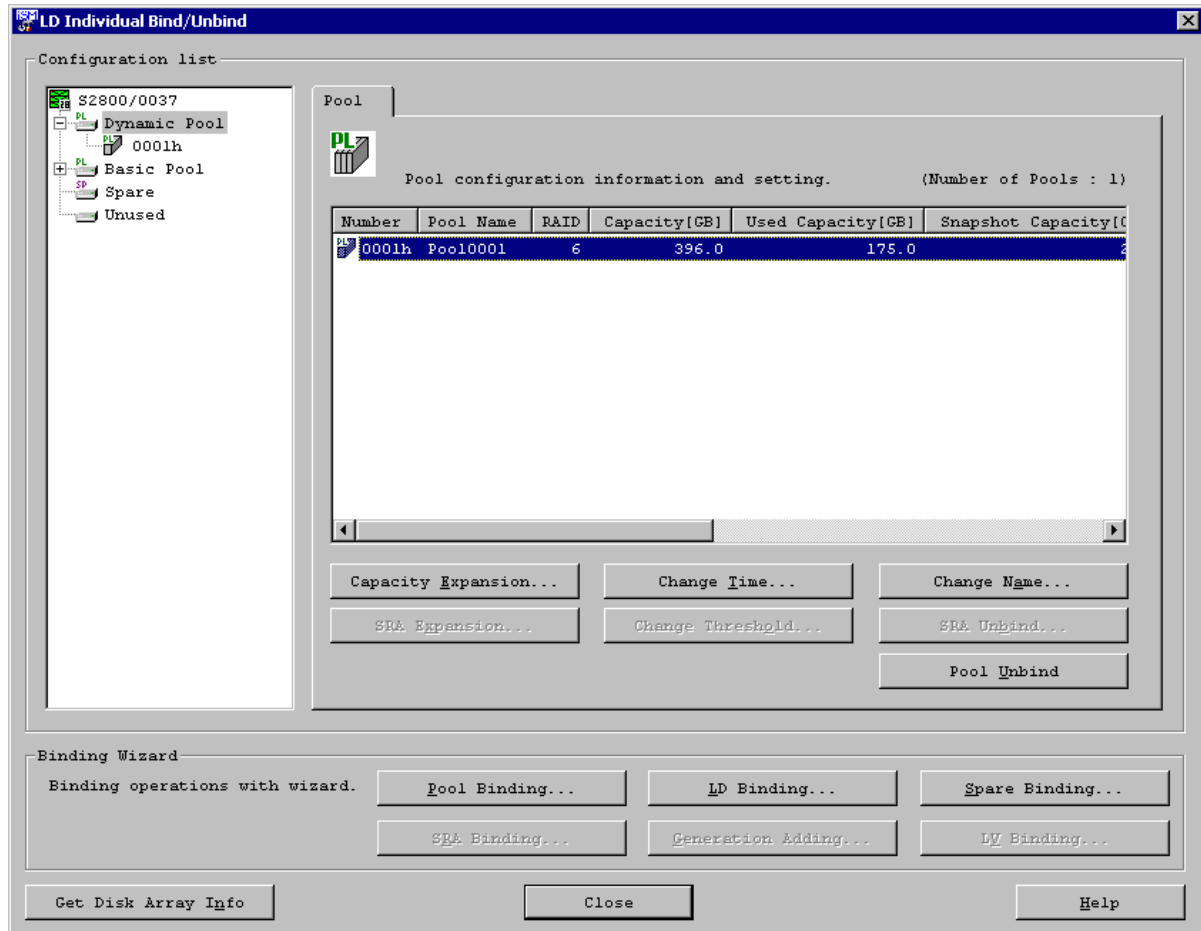 LD Individual Bind/Unbind
Configuration list
S2800/0037
Dynamic Pool
0001h
Basic Pool
Spare
Unused
Pool
Pool configuration information and setting. (Number of Pools : 1)
Number Pool Name RAID Capacity[GB] Used Capacity[GB] Snapshot Capacity[
0001h Pool0001 6 396.0 175.0
Capacity Expansion... Change Time... Change Name...
SRA Expansion... Change Threshold... SRA Unbind...
Pool Unbind
Binding Wizard
Binding operations with wizard. Pool Binding... LD Binding... Spare Binding...
SRA Binding... Generation Adding... LV Binding...
Get Disk Array Info Close Help